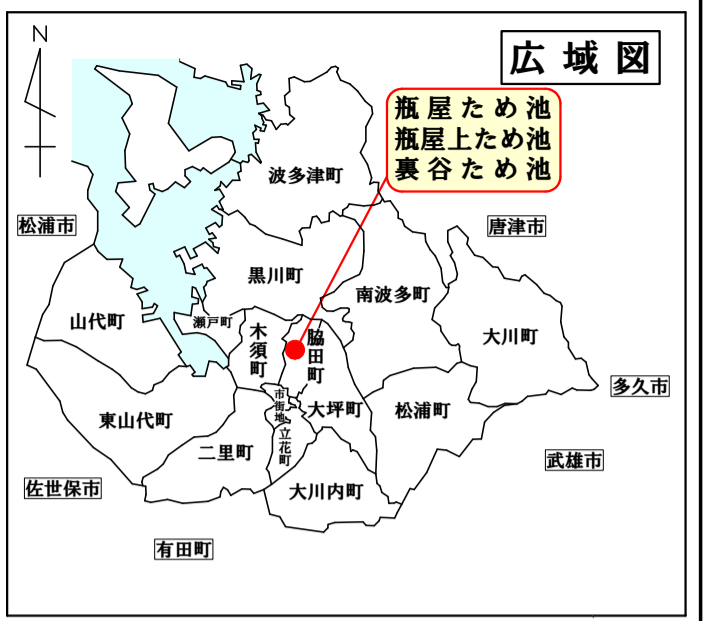 N
広域図
瓶屋ため池
瓶屋上ため池
裏谷ため池
波多津町
松浦市
唐津市
黒川町
南波多町
山代町
瀬戸町
木須町
脇田町
大川町
多久市
市街地
大坪町
松浦町
東山代町
立花町
二里町
武雄市
佐世保市
大川内町
有田町